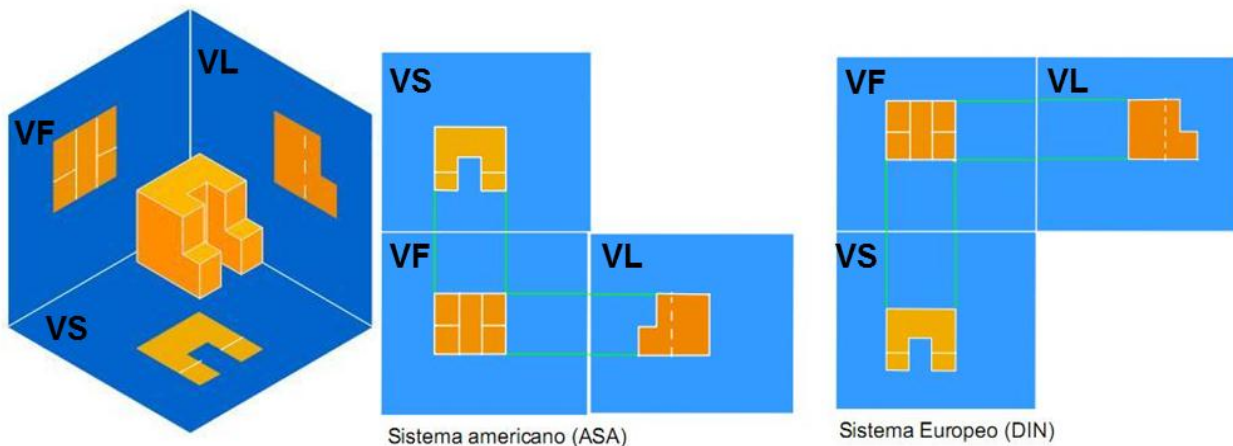 VL
VF
VS
VS
VF
VL
Sistema americano (ASA)
VF
VL
VS
Sistema Europeo (DIN)